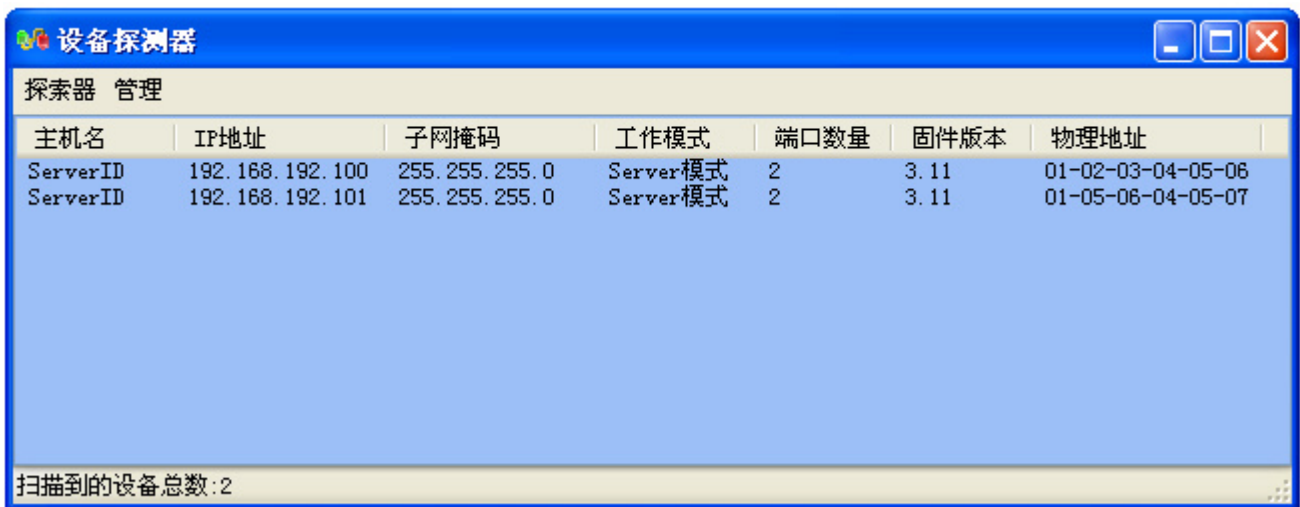 设备探测器
探索器 管理
主机名 IP地址 子网掩码 工作模式 端口数量 固件版本 物理地址
ServerID 192.168.192.100 255.255.255.0 Server模式 2 3.11 01-02-03-04-05-06
ServerID 192.168.192.101 255.255.255.0 Server模式 2 3.11 01-05-06-04-05-07
扫描到的设备总数:2